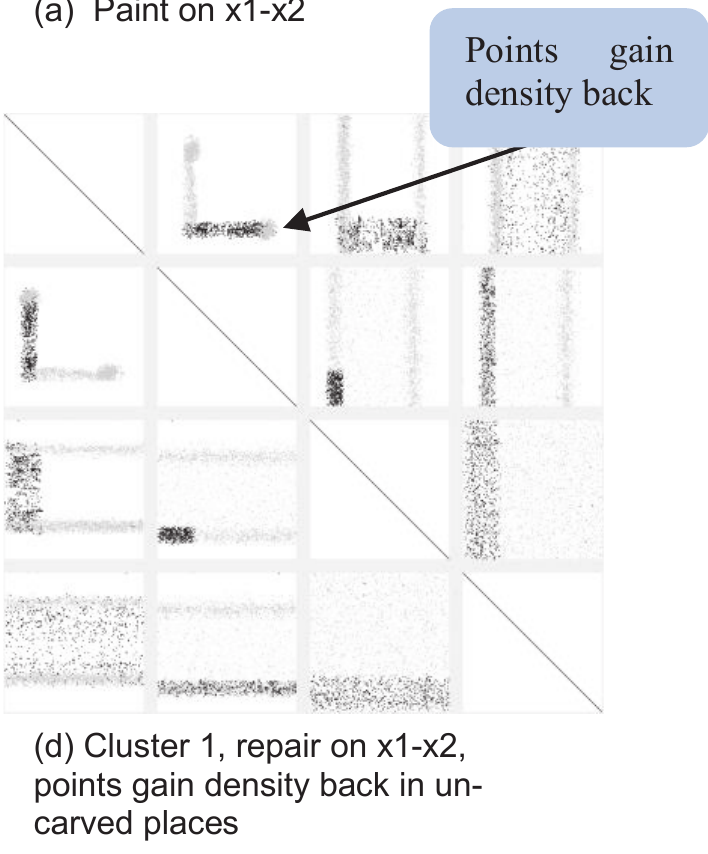 (a) Paint on x1-x2
Points gain
density back
(d) Cluster 1, repair on x1-x2,
points gain density back in un-
carved places